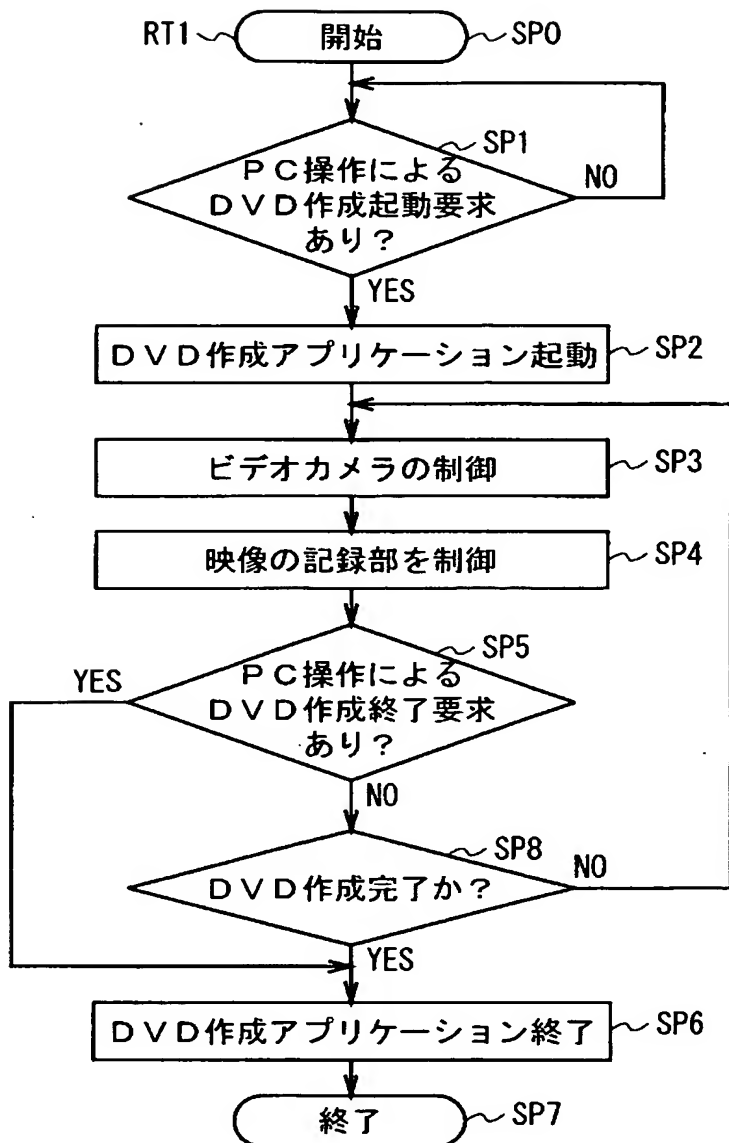 RT1 開始 SP0
SP1
PC操作による
DVD作成起動要求
あり?
NO
YES
DVD作成アプリケーション起動 SP2
ビデオカメラの制御 SP3
映像の記録部を制御 SP4
SP5
YES
PC操作による
DVD作成終了要求
あり?
NO
SP8
DVD作成完了か?
NO
YES
DVD作成アプリケーション終了 SP6
終了 SP7